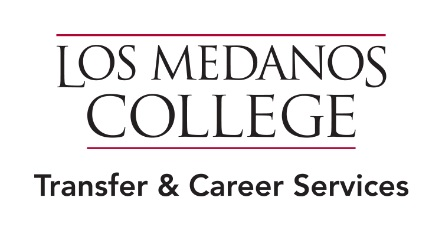 LOS MEDANOS
COLLEGE
Transfer & Career Services